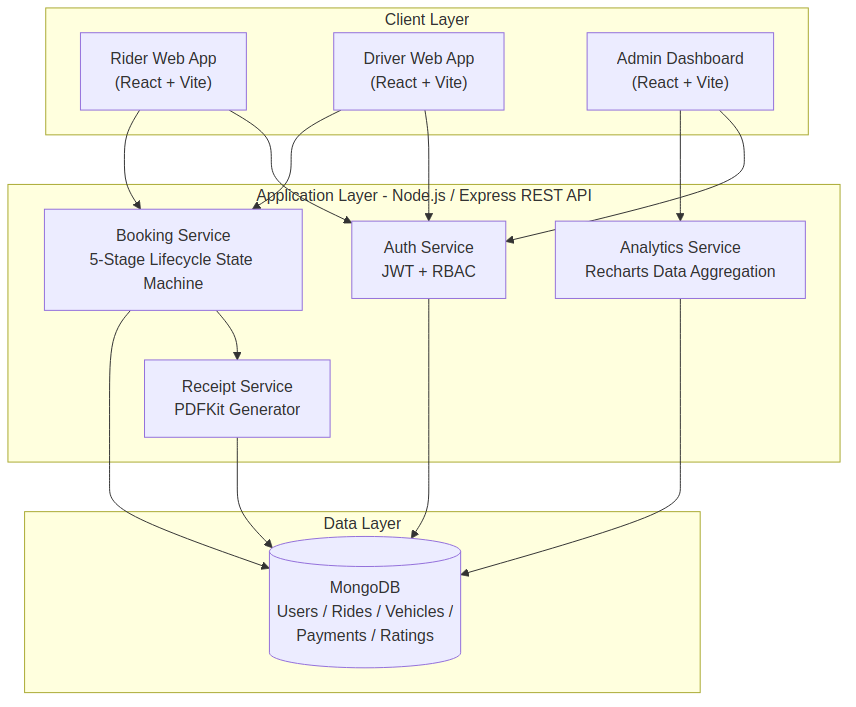 Client Layer
Rider Web App
(React + Vite)
Driver Web App
(React + Vite)
Admin Dashboard
(React + Vite)
Application Layer - Node.js / Express REST API
Booking Service
5-Stage Lifecycle State
Machine
Auth Service
JWT + RBAC
Analytics Service
Recharts Data Aggregation
Receipt Service
PDFKit Generator
Data Layer
MongoDB
Users / Rides / Vehicles /
Payments / Ratings